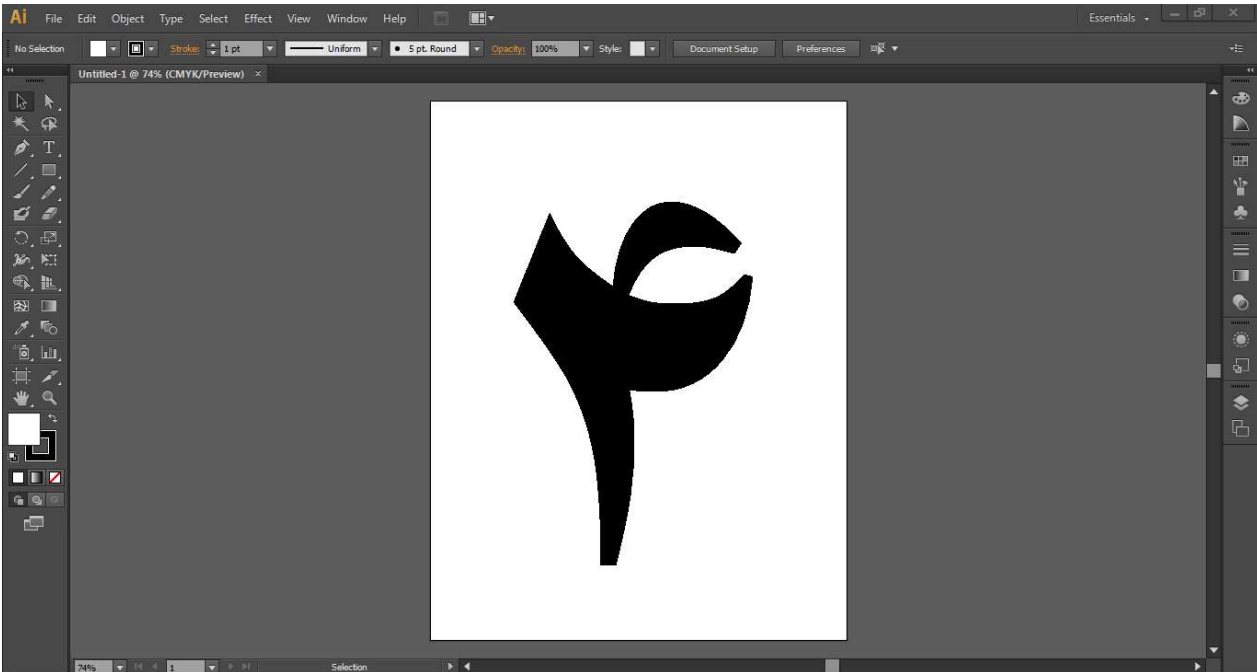 Ai File Edit Object Type Select Effect View Window Help Br Essentials
No Selection Stroke: 1 pt Uniform 5 pt. Round Opacity: 100% Style: Document Setup Preferences
Untitled-1 @ 74% (CMYK/Preview) ×
۴
74% 1 Selection